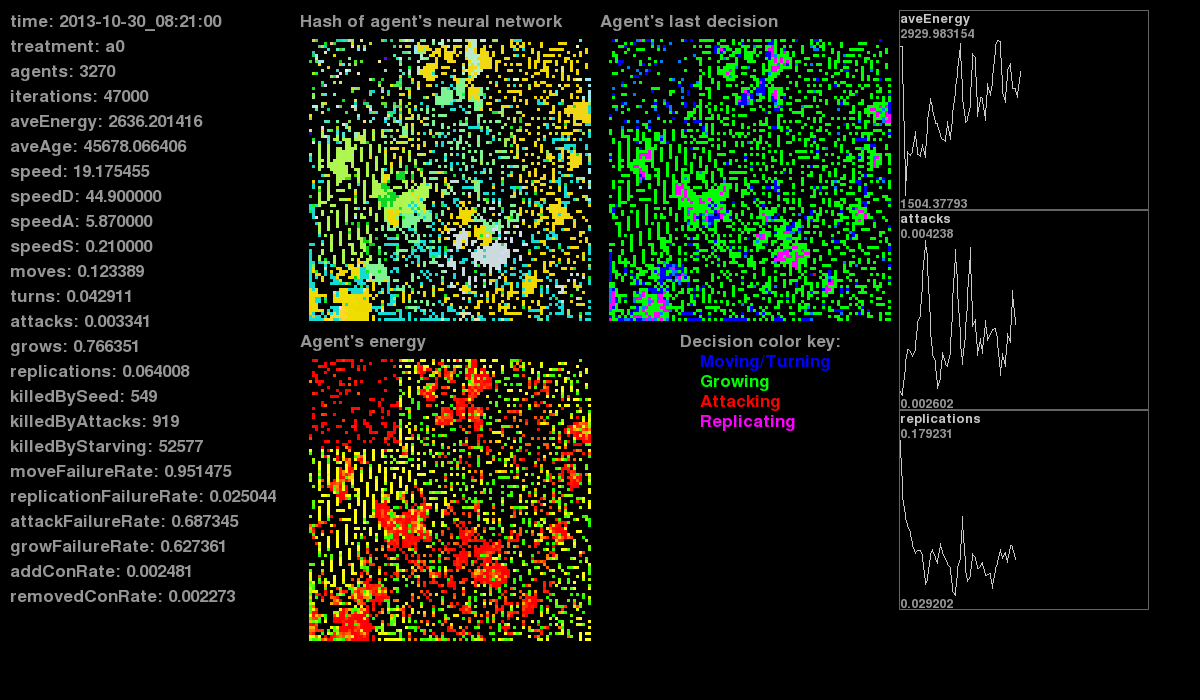 time: 2013-10-30_08:21:00
treatment: a0
agents: 3270
iterations: 47000
aveEnergy: 2636.201416
aveAge: 45678.066406
speed: 19.175455
speedD: 44.900000
speedA: 5.870000
speedS: 0.210000
moves: 0.123389
turns: 0.042911
attacks: 0.003341
grows: 0.766351
replications: 0.064008
killedBySeed: 549
killedByAttacks: 919
killedByStarving: 52577
moveFailureRate: 0.951475
replicationFailureRate: 0.025044
attackFailureRate: 0.687345
growFailureRate: 0.627361
addConRate: 0.002481
removedConRate: 0.002273
Hash of agent's neural network
Agent's last decision
Agent's energy
Decision color key:
Moving/Turning
Growing
Attacking
Replicating
aveEnergy
2929.983154
1504.37793
attacks
0.004238
0.002602
replications
0.179231
0.029202